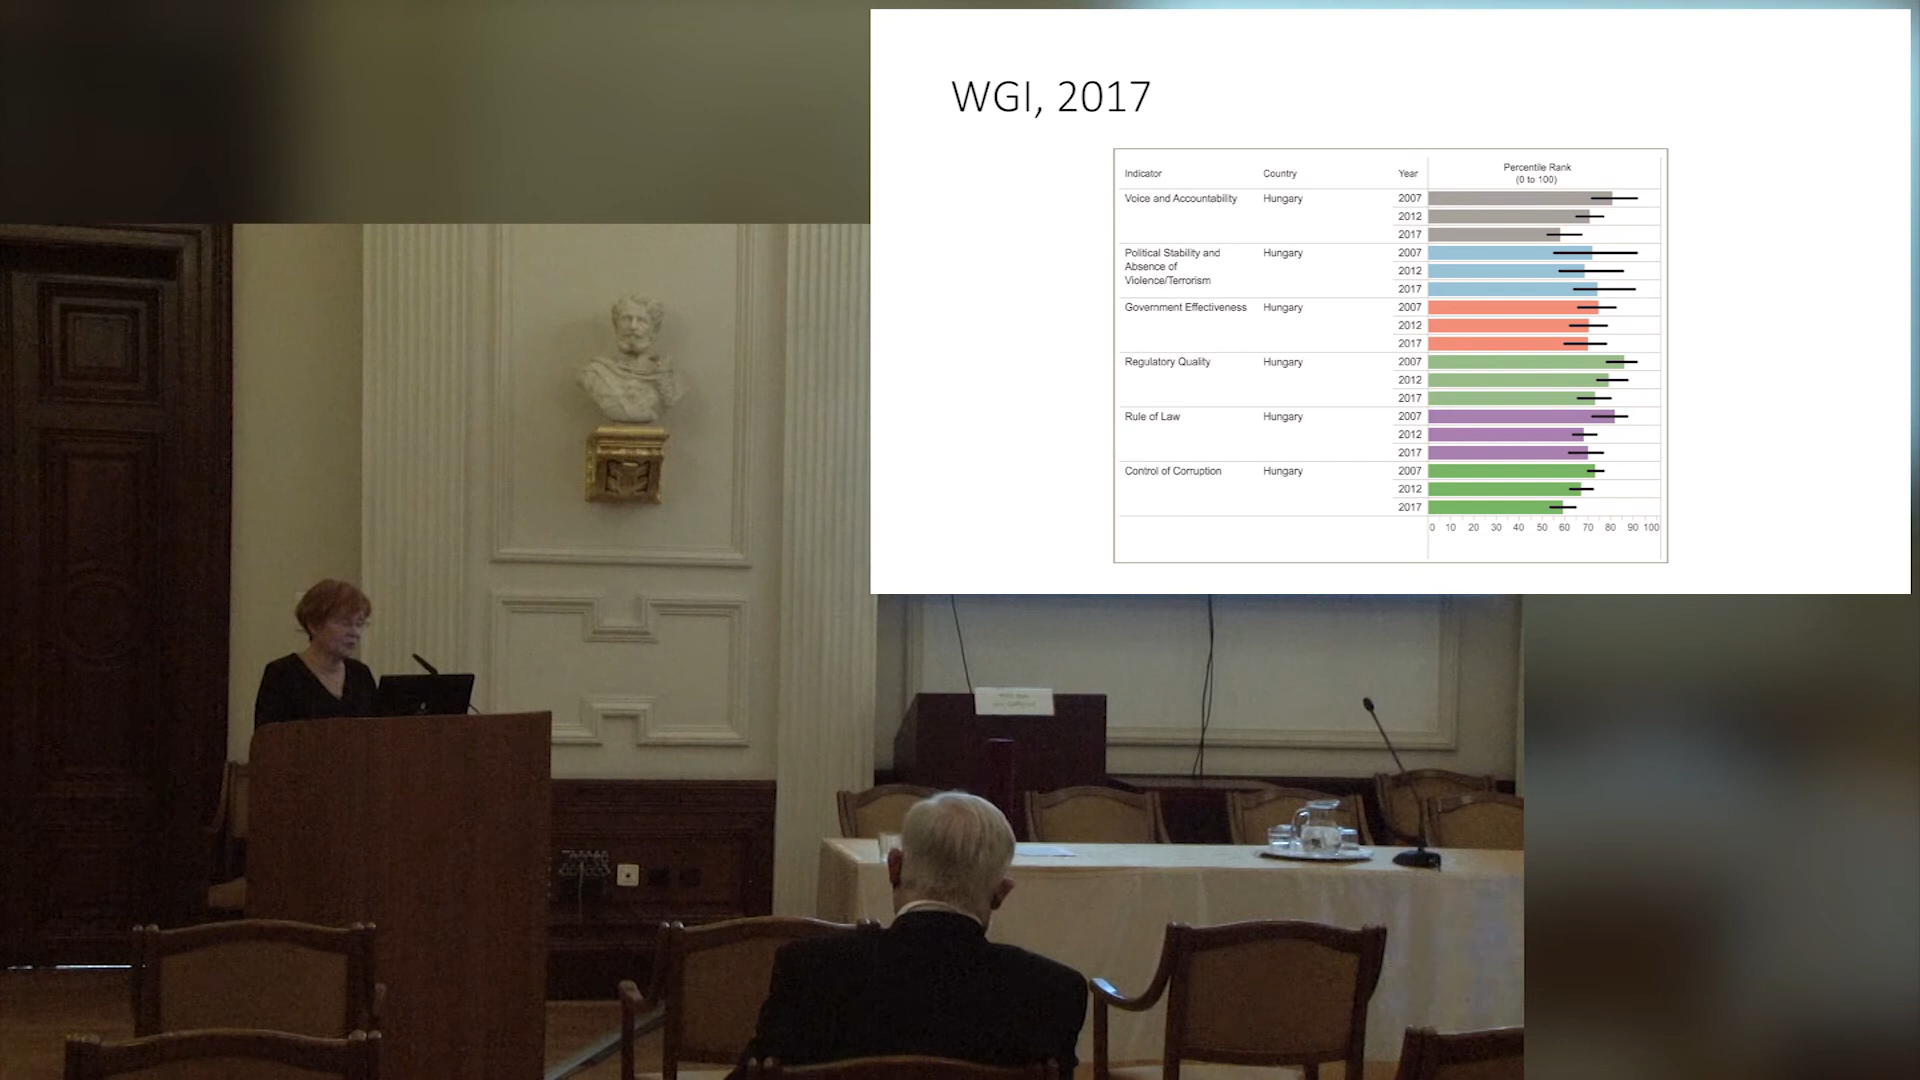 WGI, 2017
Indicator Country Year Percentile Rank
(0 to 100)
Voice and Accountability Hungary 2007
2012
2017
Political Stability and Hungary 2007
Absence of 2012
Violence/Terrorism 2017
Government Effectiveness Hungary 2007
2012
2017
Regulatory Quality Hungary 2007
2012
2017
Rule of Law Hungary 2007
2012
2017
Control of Corruption Hungary 2007
2012
2017
0 10 20 30 40 50 60 70 80 90 100